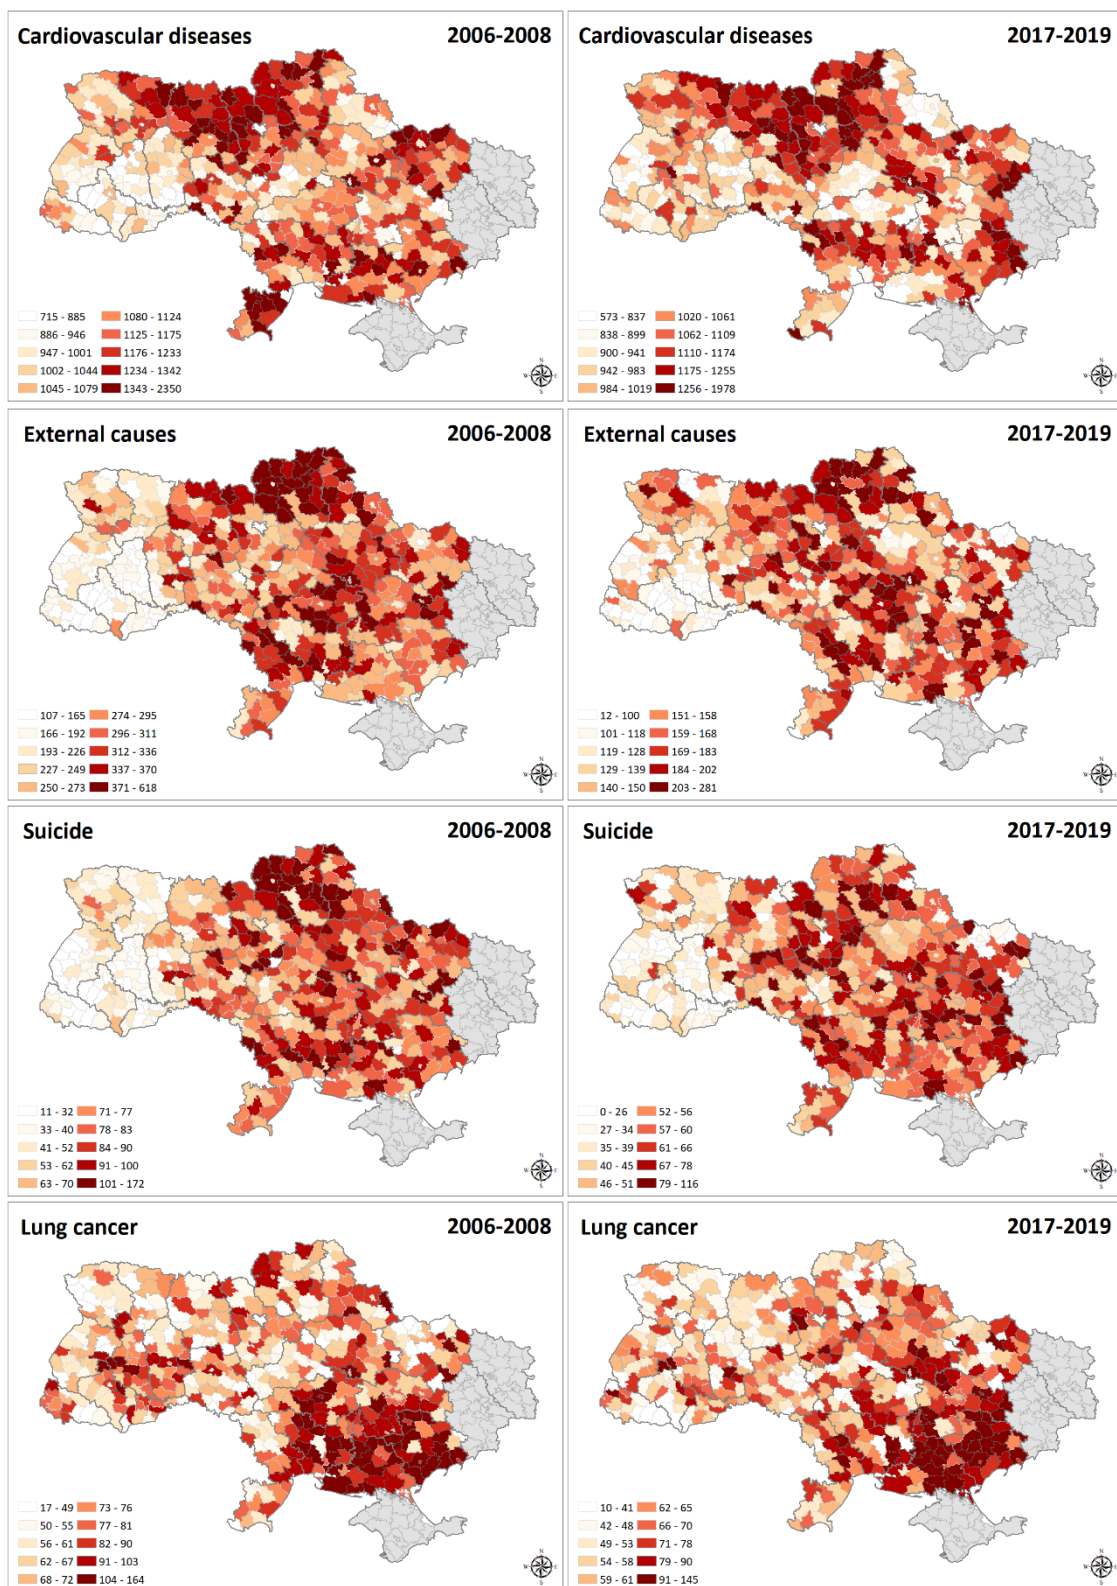 Cardiovascular diseases 2006-2008
715 - 885 1080 - 1124
886 - 946 1125 - 1175
947 - 1001 1176 - 1233
1002 - 1044 1234 - 1342
1045 - 1079 1343 - 2350
N
W E
S
Cardiovascular diseases 2017-2019
573 - 837 1020 - 1061
838 - 899 1062 - 1109
900 - 941 1110 - 1174
942 - 983 1175 - 1255
984 - 1019 1256 - 1978
N
W E
S
External causes 2006-2008
107 - 165 274 - 295
166 - 192 296 - 311
193 - 226 312 - 336
227 - 249 337 - 370
250 - 273 371 - 618
N
W E
S
External causes 2017-2019
12 - 100 151 - 158
101 - 118 159 - 168
119 - 128 169 - 183
129 - 139 184 - 202
140 - 150 203 - 281
N
W E
S
Suicide 2006-2008
11 - 32 71 - 77
33 - 40 78 - 83
41 - 52 84 - 90
53 - 62 91 - 100
63 - 70 101 - 172
N
W E
S
Suicide 2017-2019
0 - 26 52 - 56
27 - 34 57 - 60
35 - 39 61 - 66
40 - 45 67 - 78
46 - 51 79 - 116
N
W E
S
Lung cancer 2006-2008
17 - 49 73 - 76
50 - 55 77 - 81
56 - 61 82 - 90
62 - 67 91 - 103
68 - 72 104 - 164
N
W E
S
Lung cancer 2017-2019
10 - 41 62 - 65
42 - 48 66 - 70
49 - 53 71 - 78
54 - 58 79 - 90
59 - 61 91 - 145
N
W E
S